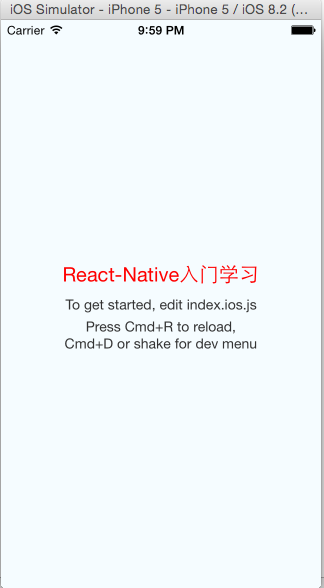 iOS Simulator - iPhone 5 - iPhone 5 / iOS 8.2 (...
Carrier 9:59 PM
React-Native入门学习
To get started, edit index.ios.js
Press Cmd+R to reload,
Cmd+D or shake for dev menu